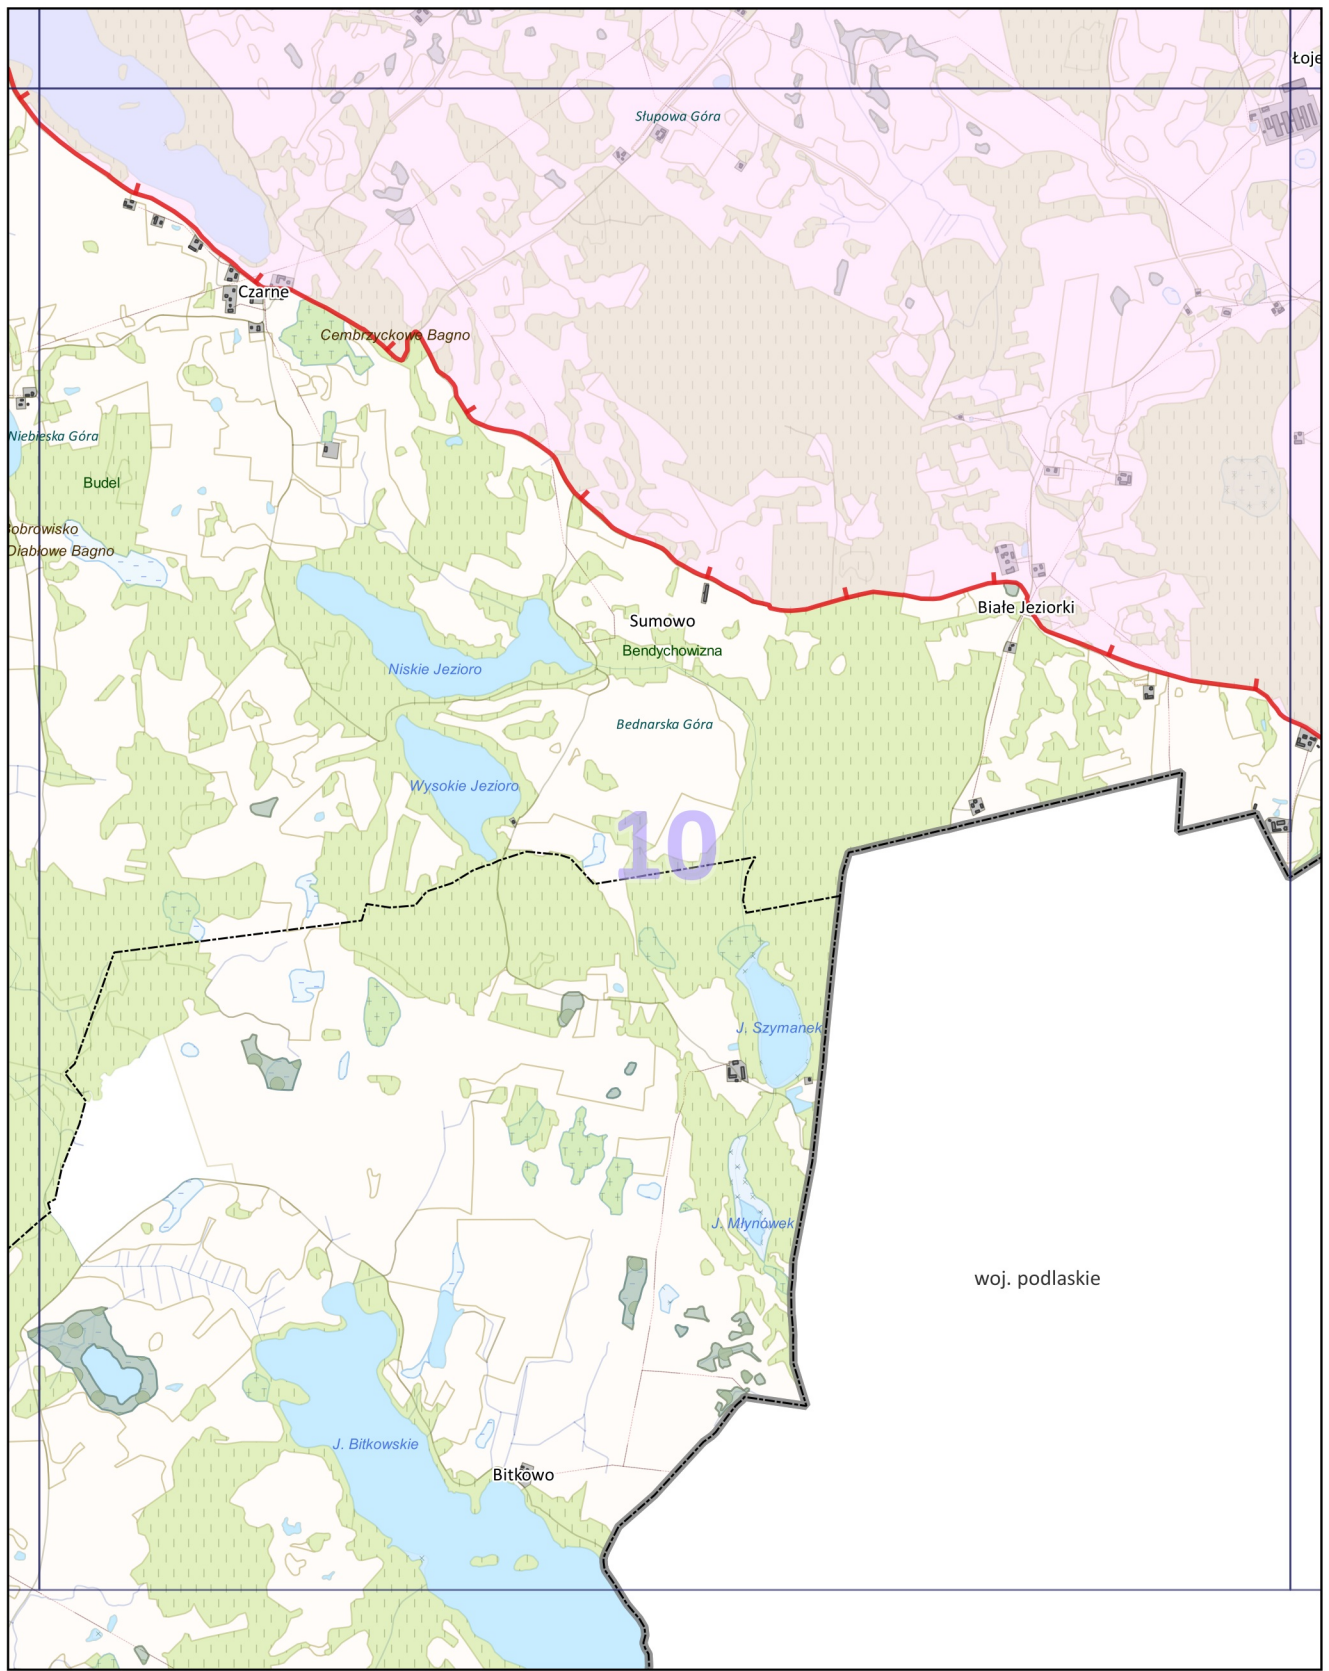 Łoje
Słupowa Góra
Czarne
Cembrzyckowe Bagno
Niebieska Góra
Budel
Bobrowisko
Diabłowe Bagno
Białe Jeziorki
Sumowo
Bendychowizna
Niskie Jezioro
Bednarska Góra
Wysokie Jezioro
10
J. Szymanek
J. Młynówek
woj. podlaskie
J. Bitkowskie
Bitkowo